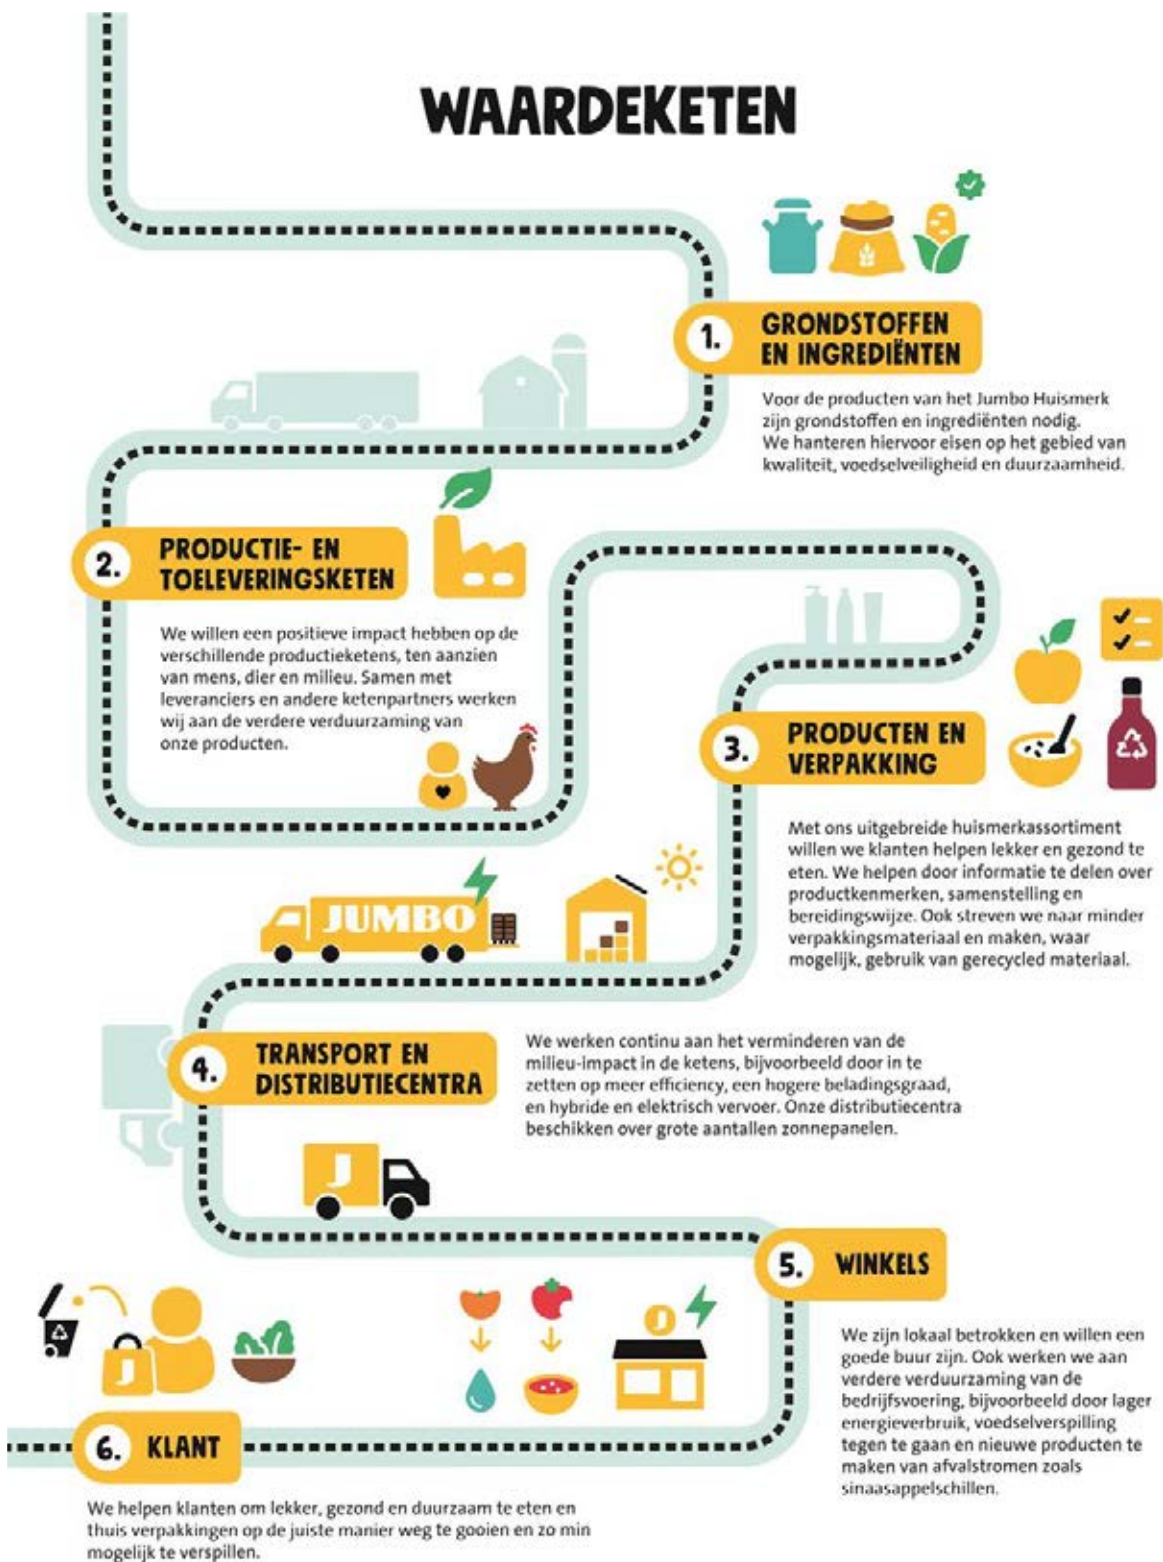 WAARDEKETEN
1.
GRONDSTOFFEN
EN INGREDIËNTEN
Voor de producten van het Jumbo Huismerk
zijn grondstoffen en ingrediënten nodig.
We hanteren hiervoor eisen op het gebied van
kwaliteit, voedselveiligheid en duurzaamheid.
2.
PRODUCTIE- EN
TOELEVERINGSKETEN
We willen een positieve impact hebben op de
verschillende productieketens, ten aanzien
van mens, dier en milieu. Samen met
leveranciers en andere ketenpartners werken
wij aan de verdere verduurzaming van
onze producten.
3.
PRODUCTEN EN
VERPAKKING
Met ons uitgebreide huismerkassortiment
willen we klanten helpen lekker en gezond te
eten. We helpen door informatie te delen over
productkenmerken, samenstelling en
bereidingswijze. Ook streven we naar minder
verpakkingsmateriaal en maken, waar
mogelijk, gebruik van gerecycled materiaal.
JUMBO
4.
TRANSPORT EN
DISTRIBUTIECENTRA
We werken continu aan het verminderen van de
milieu-impact in de ketens, bijvoorbeeld door in te
zetten op meer efficiency, een hogere beladingsgraad,
en hybride en elektrisch vervoer. Onze distributiecentra
beschikken over grote aantallen zonnepanelen.
J
5.
WINKELS
We zijn lokaal betrokken en willen een
goede buur zijn. Ook werken we aan
verdere verduurzaming van de
bedrijfsvoering, bijvoorbeeld door lager
energieverbruik, voedselverspilling
tegen te gaan en nieuwe producten te
maken van afvalstromen zoals
sinaasappelschillen.
J
J
6.
KLANT
We helpen klanten om lekker, gezond en duurzaam te eten en
thuis verpakkingen op de juiste manier weg te gooien en zo min
mogelijk te verspillen.